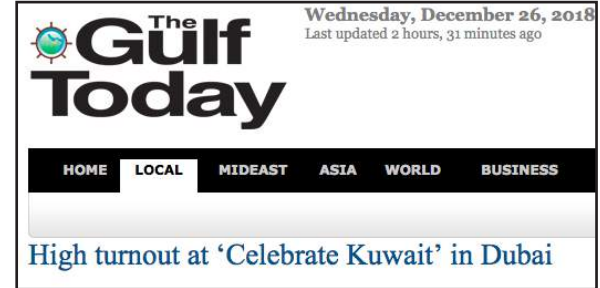 The
Gulf
Today
Wednesday, December 26, 2018
Last updated 2 hours, 31 minutes ago
HOME LOCAL MIDEAST ASIA WORLD BUSINESS
High turnout at ‘Celebrate Kuwait’ in Dubai